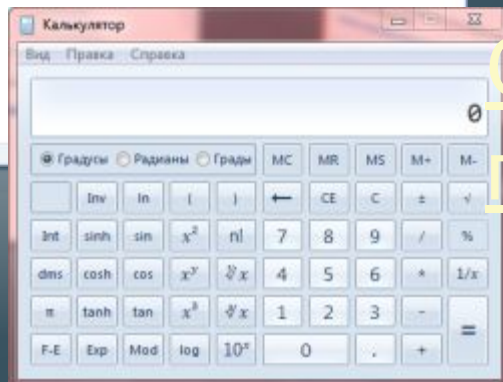 Калькулятор
Вид Правка Справка
0
Градусы Радианы Грады MC MR MS M+ M-
Inv ln ( ) ← CE C ± √
Int sinh sin x² n! 7 8 9 / %
dms cosh cos xʸ ʸ√x 4 5 6 * 1/x
π tanh tan x³ ³√x 1 2 3 - =
F-E Exp Mod log 10ˣ 0 , +